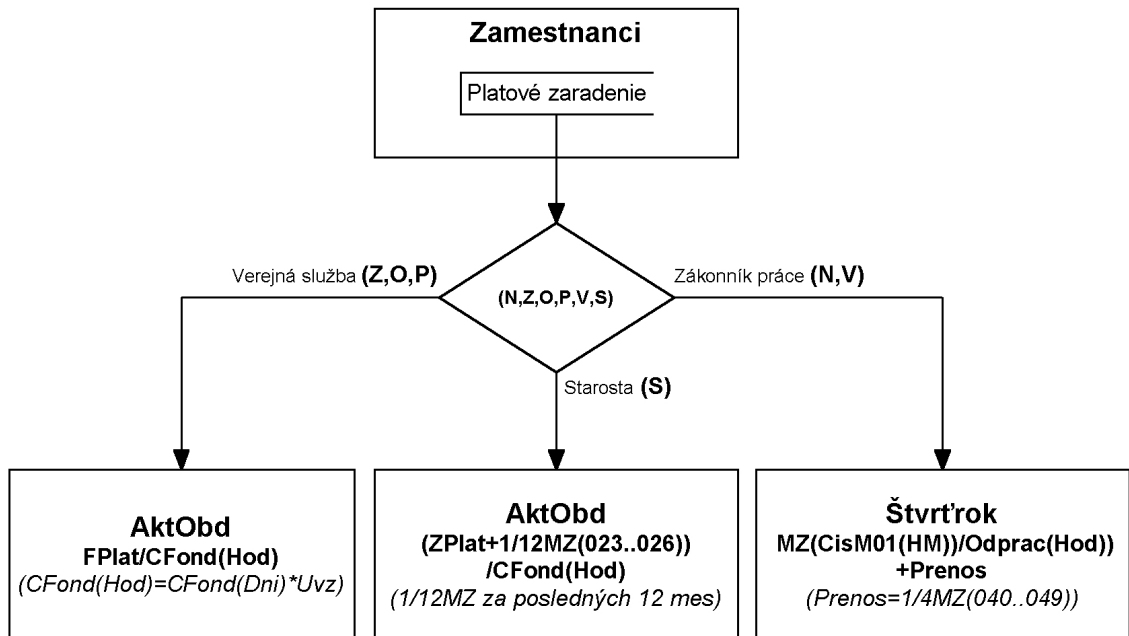 Zamestnanci
Platové zaradenie
Verejná služba (Z,O,P)
Zákonník práce (N,V)
(N,Z,O,P,V,S)
Starosta (S)
AktObd
FPlat/CFond(Hod)
(CFond(Hod)=CFond(Dni)*Uvz)
AktObd
(ZPlat+1/12MZ(023..026))
/CFond(Hod)
(1/12MZ za posledných 12 mes)
Štvrťrok
MZ(CisM01(HM))/Odprac(Hod))
+Prenos
(Prenos=1/4MZ(040..049))